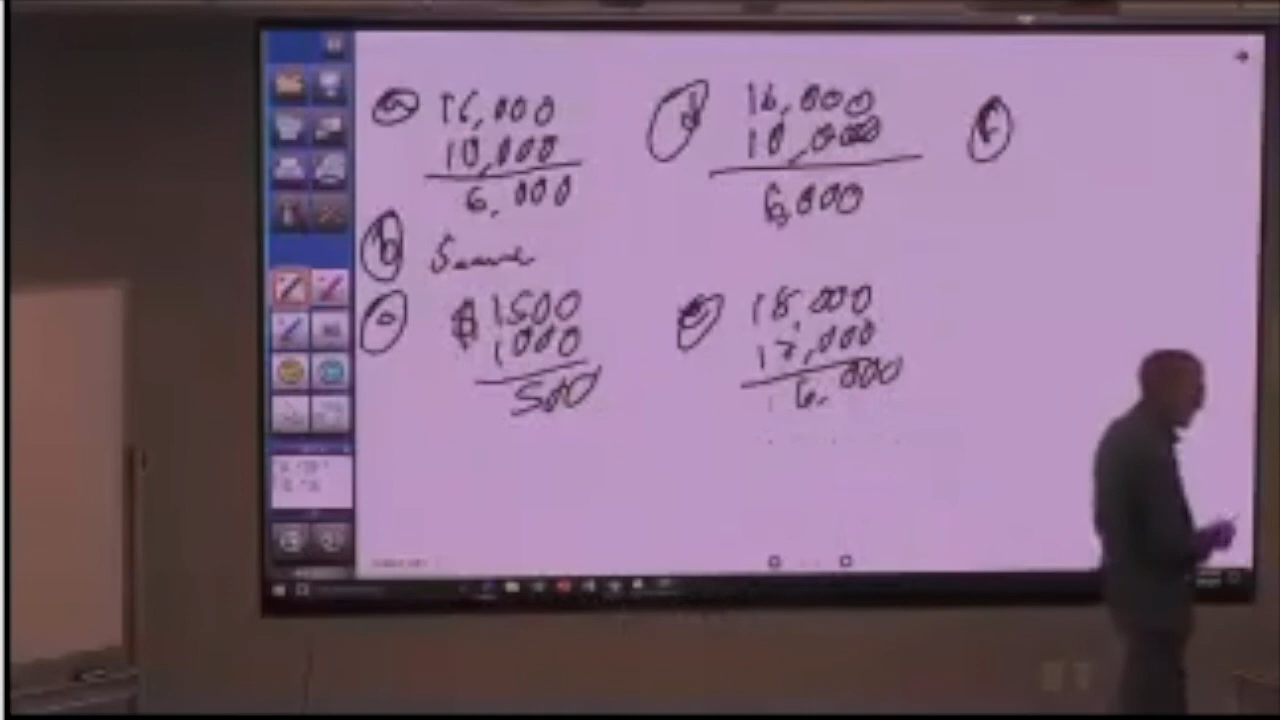 a 16,000
10,000
6,000
b Same
c $1500
1000
500
d 16,000
10,000
6,000
e 18,000
12,000
6,000
f